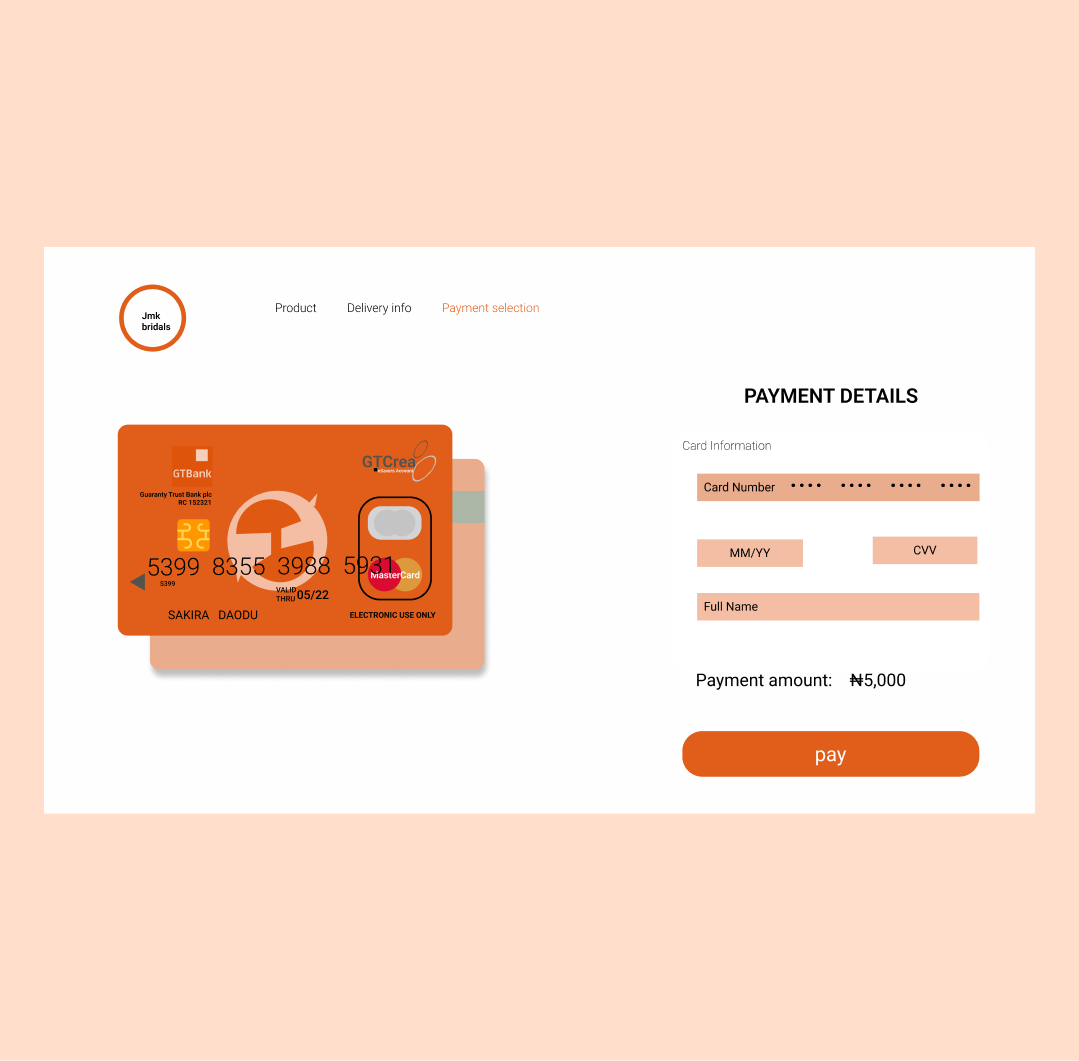 Jmk
bridals
Product Delivery info Payment selection
PAYMENT DETAILS
Card Information
Card Number •••• •••• •••• ••••
MM/YY CVV
Full Name
Payment amount: ₦5,000
pay
GTBank
Guaranty Trust Bank plc
RC 152321
GTCrea
eSavers Account
5399 8355 3988 5931
MasterCard
5399
VALID
THRU 05/22
SAKIRA DAODU
ELECTRONIC USE ONLY